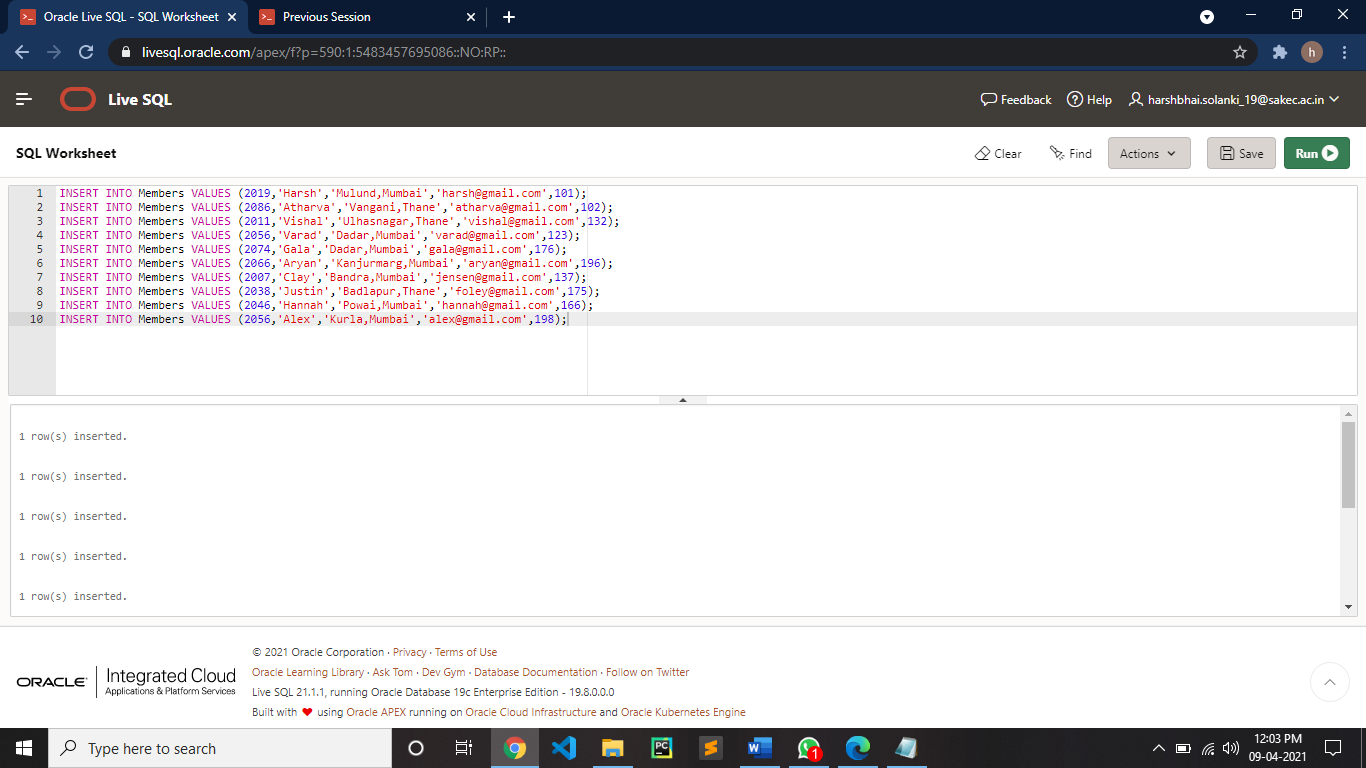 Oracle Live SQL - SQL Worksheet
Previous Session
livesql.oracle.com/apex/f?p=590:1:5483457695086::NO:RP::
h
Live SQL
Feedback
Help
harshbhai.solanki_19@sakec.ac.in
SQL Worksheet
Clear
Find
Actions
Save
Run
1 INSERT INTO Members VALUES (2019,'Harsh','Mulund,Mumbai','harsh@gmail.com',101);
2 INSERT INTO Members VALUES (2086,'Atharva','Vangani,Thane','atharva@gmail.com',102);
3 INSERT INTO Members VALUES (2011,'Vishal','Ulhasnagar,Thane','vishal@gmail.com',132);
4 INSERT INTO Members VALUES (2056,'Varad','Dadar,Mumbai','varad@gmail.com',123);
5 INSERT INTO Members VALUES (2074,'Gala','Dadar,Mumbai','gala@gmail.com',176);
6 INSERT INTO Members VALUES (2066,'Aryan','Kanjurmarg,Mumbai','aryan@gmail.com',196);
7 INSERT INTO Members VALUES (2007,'Clay','Bandra,Mumbai','jensen@gmail.com',137);
8 INSERT INTO Members VALUES (2038,'Justin','Badlapur,Thane','foley@gmail.com',175);
9 INSERT INTO Members VALUES (2046,'Hannah','Powai,Mumbai','hannah@gmail.com',166);
10 INSERT INTO Members VALUES (2056,'Alex','Kurla,Mumbai','alex@gmail.com',198);
1 row(s) inserted.
1 row(s) inserted.
1 row(s) inserted.
1 row(s) inserted.
1 row(s) inserted.
ORACLE
Integrated Cloud
Applications & Platform Services
© 2021 Oracle Corporation · Privacy · Terms of Use
Oracle Learning Library · Ask Tom · Dev Gym · Database Documentation · Follow on Twitter
Live SQL 21.1.1, running Oracle Database 19c Enterprise Edition - 19.8.0.0.0
Built with ❤ using Oracle APEX running on Oracle Cloud Infrastructure and Oracle Kubernetes Engine
Type here to search
PC
W
1
12:03 PM
09-04-2021